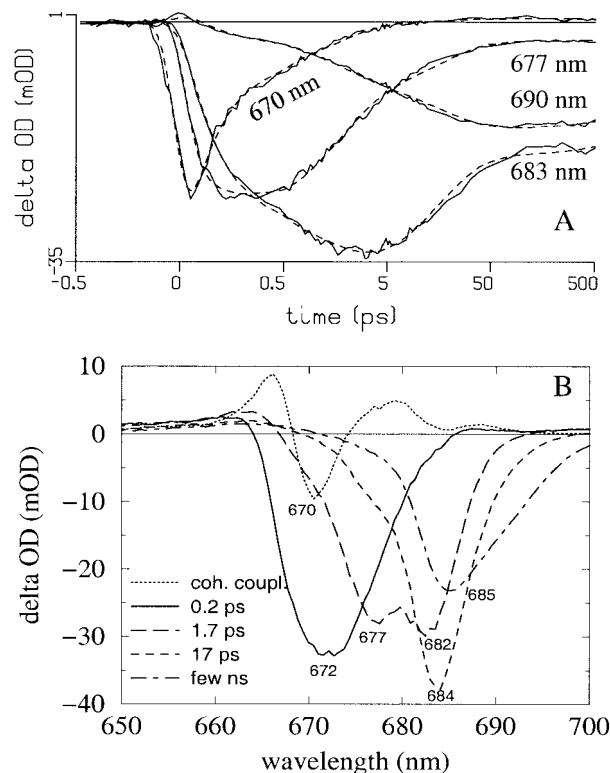 1
delta OD (mOD)
-35
670 nm
677 nm
690 nm
683 nm
A
-0.5 0 0.5 5 50 500
time (ps)
B
10
0
-10
-20
-30
-40
delta OD (mOD)
670
coh. coupl.
0.2 ps
1.7 ps
17 ps
few ns
672
677
682
684
685
650 660 670 680 690 700
wavelength (nm)